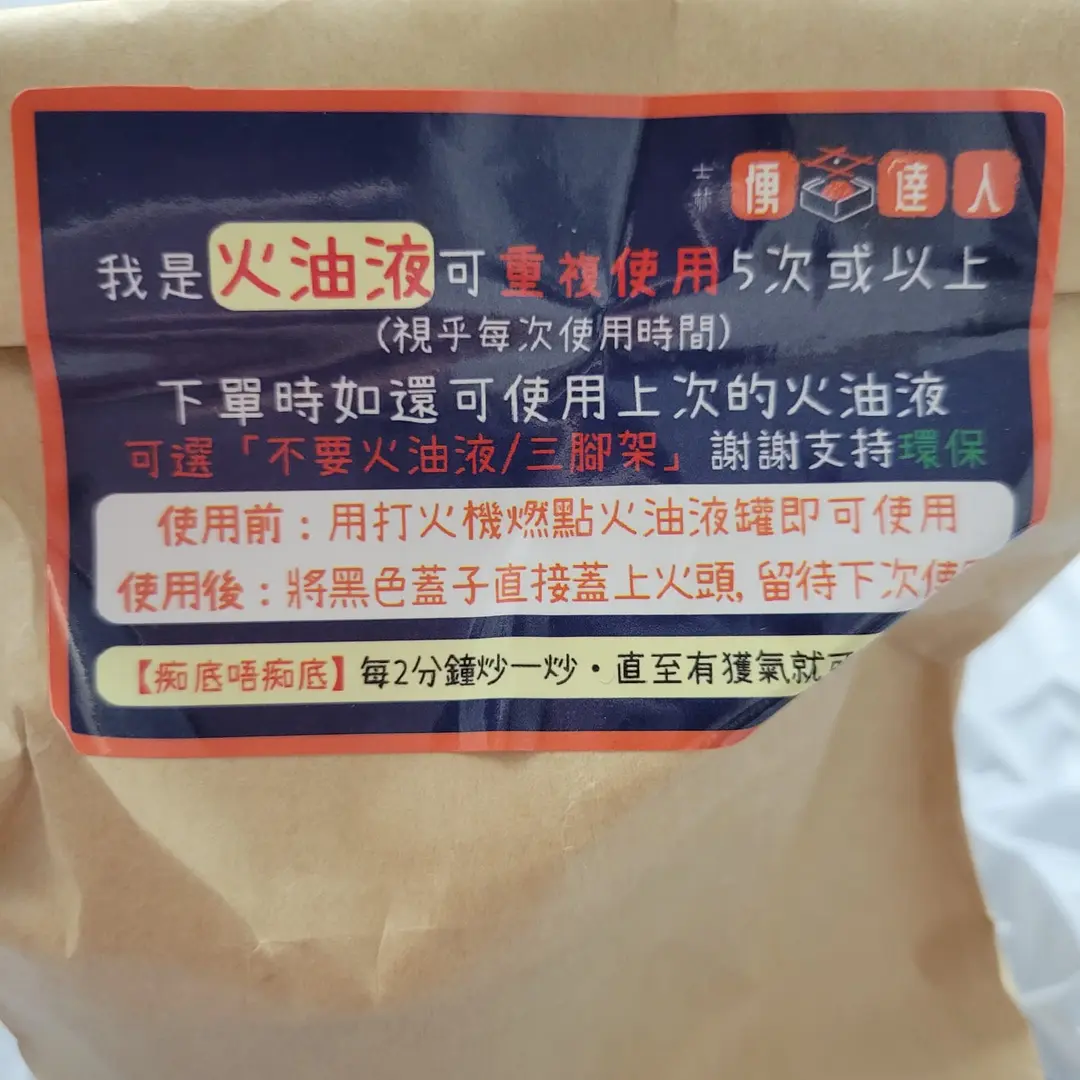 士林 便達人
我是火油液可重複使用5次或以上
(視乎每次使用時間)
下單時如還可使用上次的火油液
可選「不要火油液/三腳架」謝謝支持環保
使用前：用打火機燃點火油液罐即可使用
使用後：將黑色蓋子直接蓋上火頭, 留待下次使
【痴底唔痴底】每2分鐘炒一炒・直至有獲氣就可